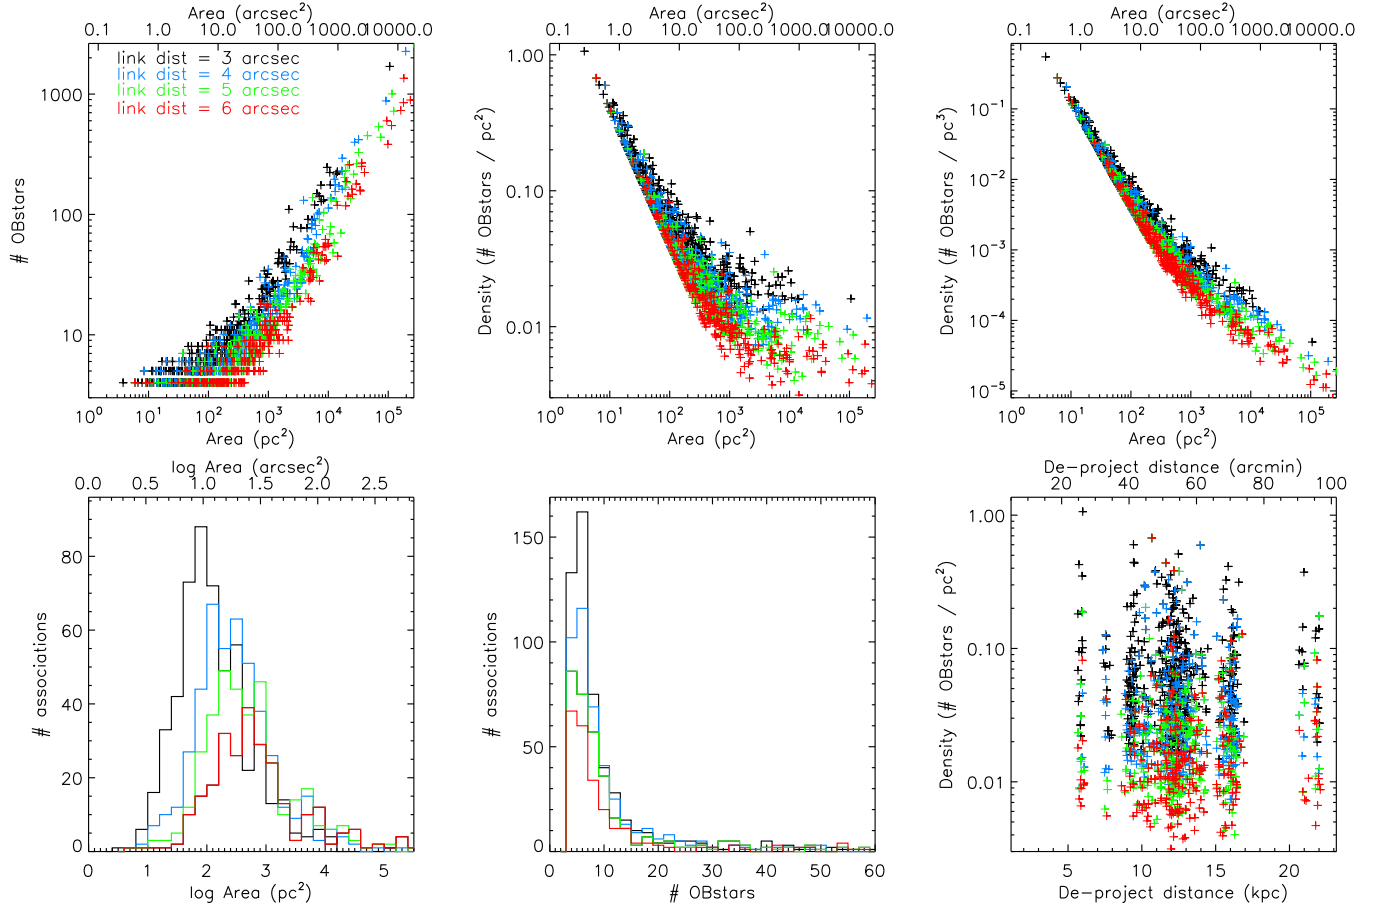 Area (arcsec²)
0.1 1.0 10.0 100.0 1000.0 10000.0
link dist = 3 arcsec
link dist = 4 arcsec
link dist = 5 arcsec
link dist = 6 arcsec
1000
100
10
# OBstars
10⁰ 10¹ 10² 10³ 10⁴ 10⁵
Area (pc²)
Area (arcsec²)
0.1 1.0 10.0 100.0 1000.0 10000.0
1.00
0.10
0.01
Density (# OBstars / pc²)
10⁰ 10¹ 10² 10³ 10⁴ 10⁵
Area (pc²)
Area (arcsec²)
0.1 1.0 10.0 100.0 1000.0 100000.0
10⁻¹
10⁻²
10⁻³
10⁻⁴
10⁻⁵
Density (# OBstars / pc³)
10⁰ 10¹ 10² 10³ 10⁴ 10⁵
Area (pc²)
log Area (arcsec²)
0.0 0.5 1.0 1.5 2.0 2.5
80
60
40
20
0
# associations
0 1 2 3 4 5
log Area (pc²)
150
100
50
0
# associations
0 10 20 30 40 50 60
# OBstars
De-project distance (arcmin)
20 40 60 80 100
1.00
0.10
0.01
Density (# OBstars / pc²)
5 10 15 20
De-project distance (kpc)